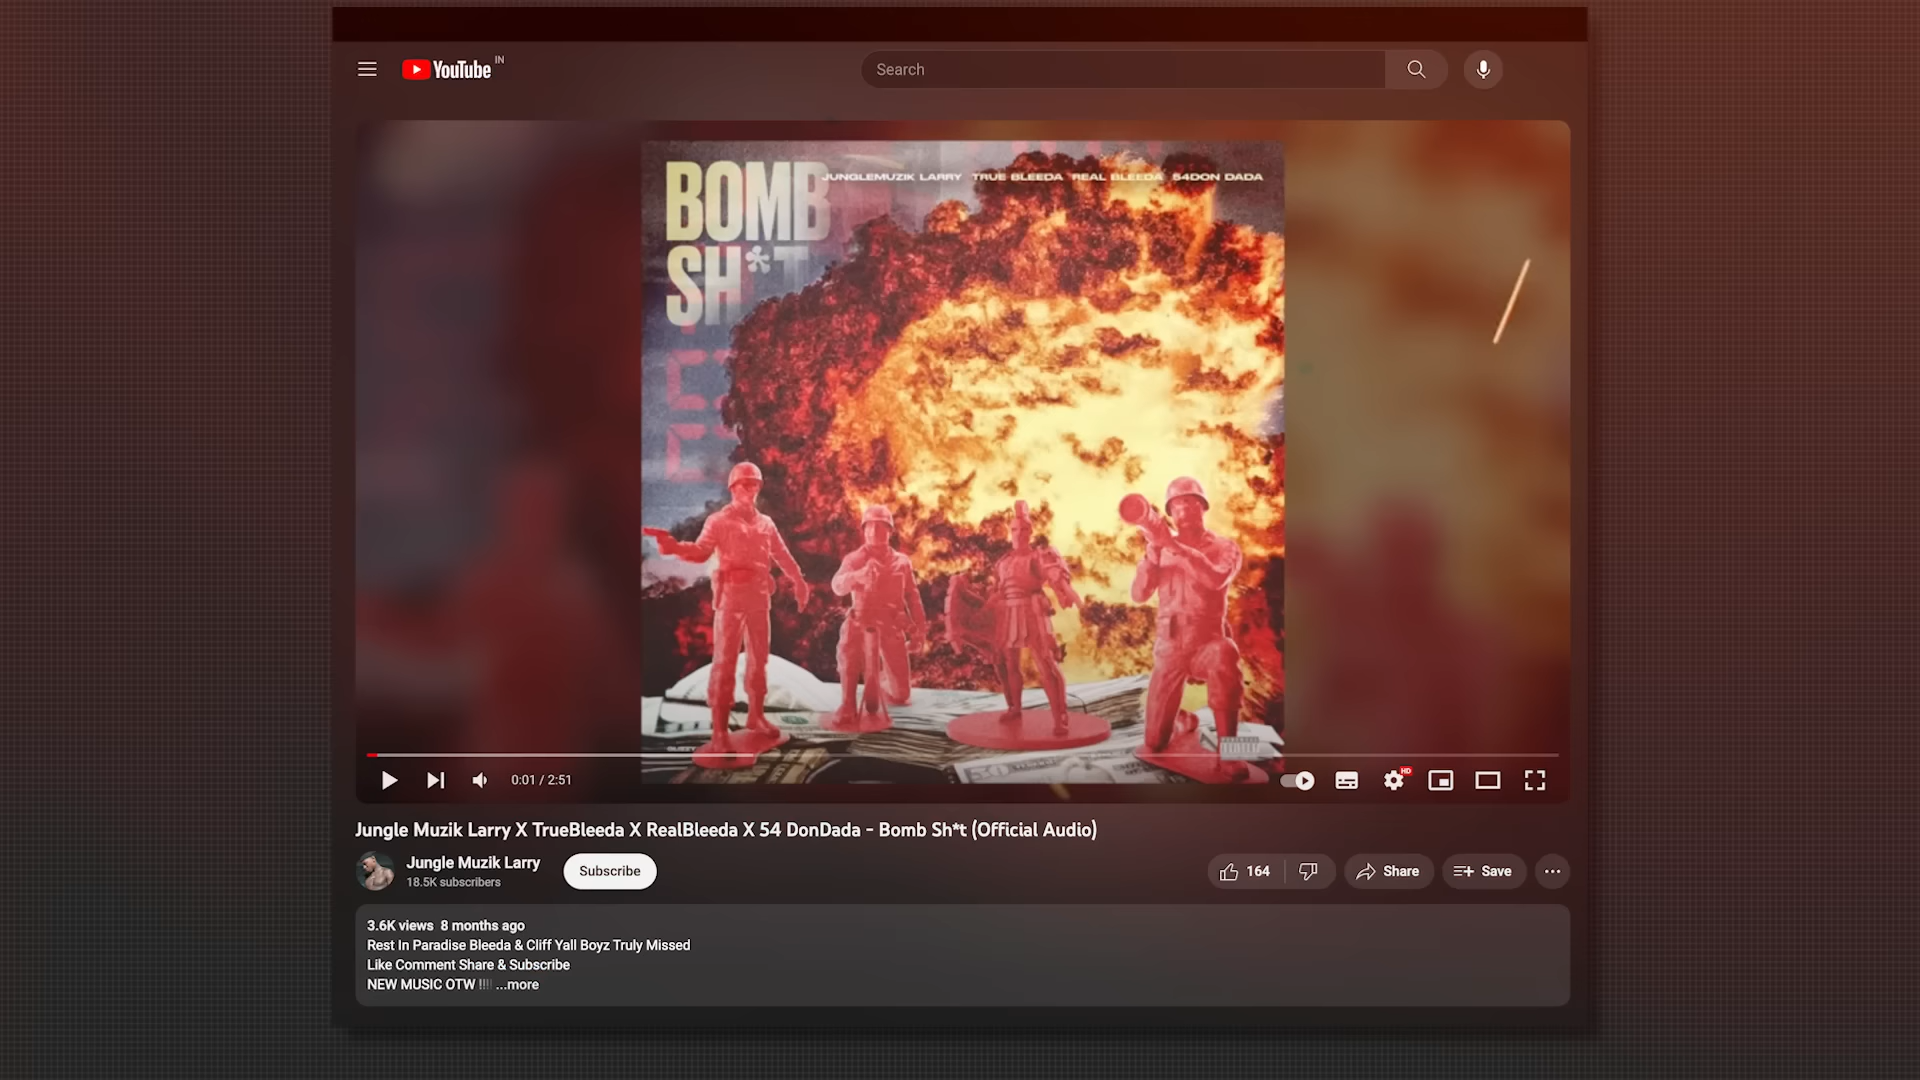 YouTube IN
Search
BOMB
SH*T
JUNGLEMUZIK LARRY TRUE BLEEDA REAL BLEEDA 54DON DADA
0:01 / 2:51
HD
Jungle Muzik Larry X TrueBleeda X RealBleeda X 54 DonDada - Bomb Sh*t (Official Audio)
Jungle Muzik Larry
18.5K subscribers
Subscribe
164
Share
Save
3.6K views 8 months ago
Rest In Paradise Bleeda & Cliff Yall Boyz Truly Missed
Like Comment Share & Subscribe
NEW MUSIC OTW !!!! ...more